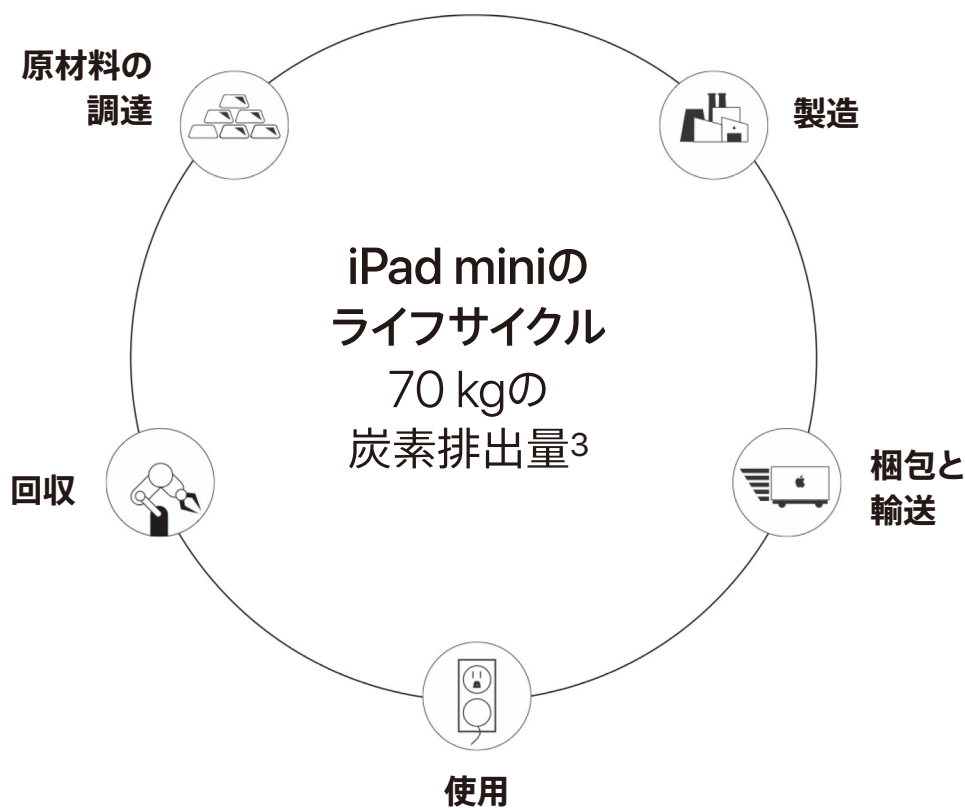 原材料の
調達
製造
iPad miniの
ライフサイクル
70 kgの
炭素排出量³
回収
梱包と
輸送
使用